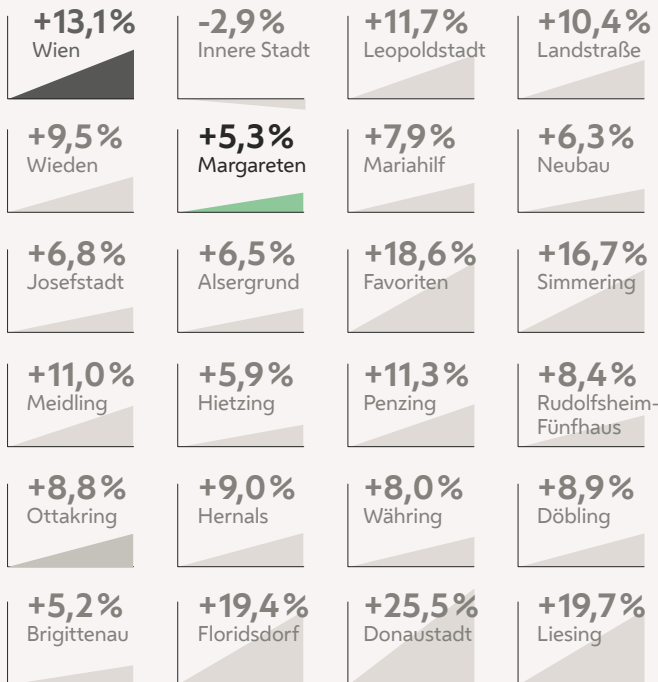 +13,1%
Wien
-2,9%
Innere Stadt
+11,7%
Leopoldstadt
+10,4%
Landstraße
+9,5%
Wieden
+5,3%
Margareten
+7,9%
Mariahilf
+6,3%
Neubau
+6,8%
Josefstadt
+6,5%
Alsergrund
+18,6%
Favoriten
+16,7%
Simmering
+11,0%
Meidling
+5,9%
Hietzing
+11,3%
Penzing
+8,4%
Rudolfsheim-
Fünfhaus
+8,8%
Ottakring
+9,0%
Hernals
+8,0%
Währing
+8,9%
Döbling
+5,2%
Brigittenau
+19,4%
Floridsdorf
+25,5%
Donaustadt
+19,7%
Liesing